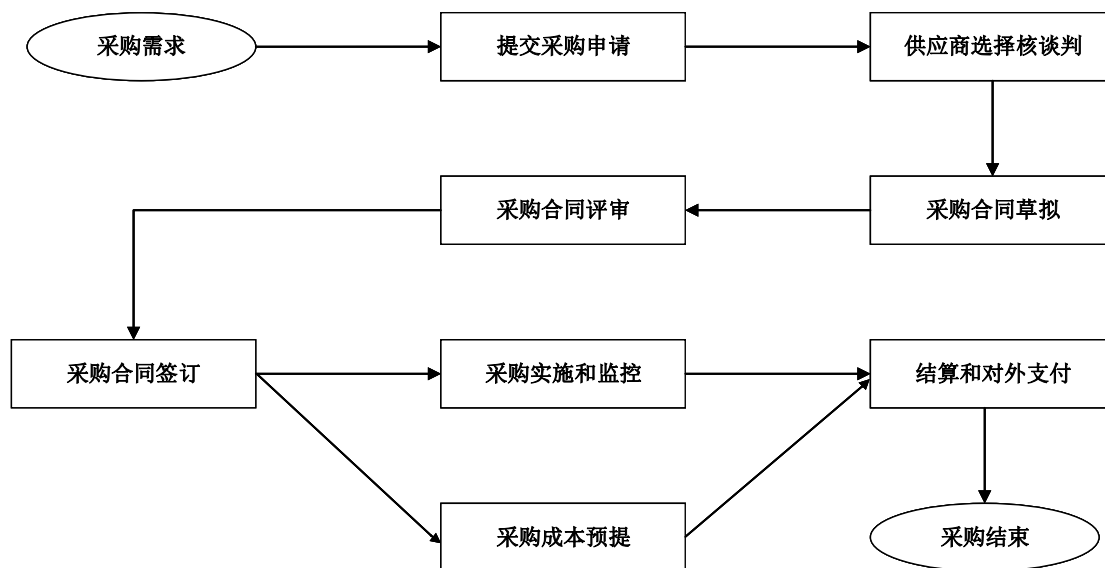 采购需求
提交采购申请
供应商选择核谈判
采购合同草拟
采购合同评审
采购合同签订
采购实施和监控
结算和对外支付
采购成本预提
采购结束